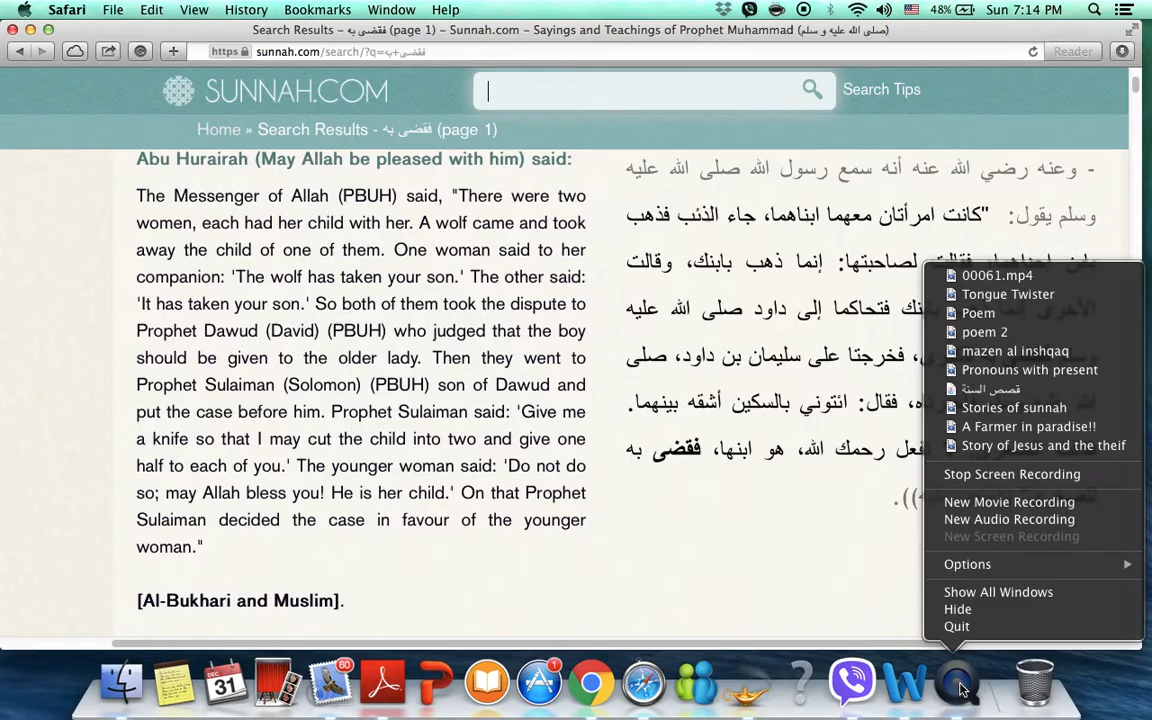 Safari File Edit View History Bookmarks Window Help 48% Sun 7:14 PM
Search Results - فقضى به (page 1) - Sunnah.com - Sayings and Teachings of Prophet Muhammad (صلى الله عليه و سلم)
https sunnah.com/search/?q=فقضى+به Reader
SUNNAH.COM Search Tips
Home » Search Results - فقضى به (page 1)
Abu Hurairah (May Allah be pleased with him) said:
The Messenger of Allah (PBUH) said, "There were two
women, each had her child with her. A wolf came and took
away the child of one of them. One woman said to her
companion: 'The wolf has taken your son.' The other said:
'It has taken your son.' So both of them took the dispute to
Prophet Dawud (David) (PBUH) who judged that the boy
should be given to the older lady. Then they went to
Prophet Sulaiman (Solomon) (PBUH) son of Dawud and
put the case before him. Prophet Sulaiman said: 'Give me
a knife so that I may cut the child into two and give one
half to each of you.' The younger woman said: 'Do not do
so; may Allah bless you! He is her child.' On that Prophet
Sulaiman decided the case in favour of the younger
woman."
[Al-Bukhari and Muslim].
- وعنه رضي الله عنه أنه سمع رسول الله صلى الله عليه
وسلم يقول: "كانت امرأتان معهما ابناهما، جاء الذئب فذهب
لصاحبتها: إنما ذهب بابنك، وقالت
فتحاكما إلى داود صلى الله عليه
فخرجتا على سليمان بن داود، صلى
فقال: ائتوني بالسكين أشقه بينهما.
تفعل رحمك الله، هو ابنها، فقضى به
00061.mp4
Tongue Twister
Poem
poem 2
mazen al inshqaq
Pronouns with present
قصص السنة
Stories of sunnah
A Farmer in paradise!!
Story of Jesus and the theif
Stop Screen Recording
New Movie Recording
New Audio Recording
New Screen Recording
Options
Show All Windows
Hide
Quit
DEC 31 60 1